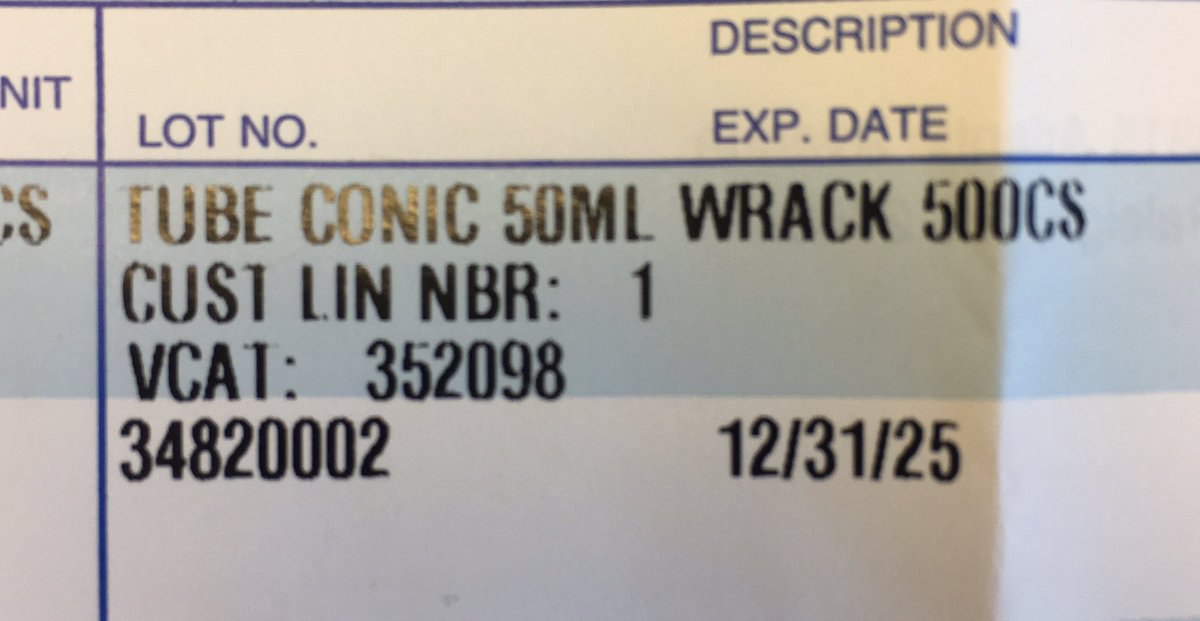 DESCRIPTION
NIT
LOT NO. EXP. DATE
CS TUBE CONIC 50ML WRACK 500CS
CUST LIN NBR: 1
VCAT: 352098
34820002 12/31/25